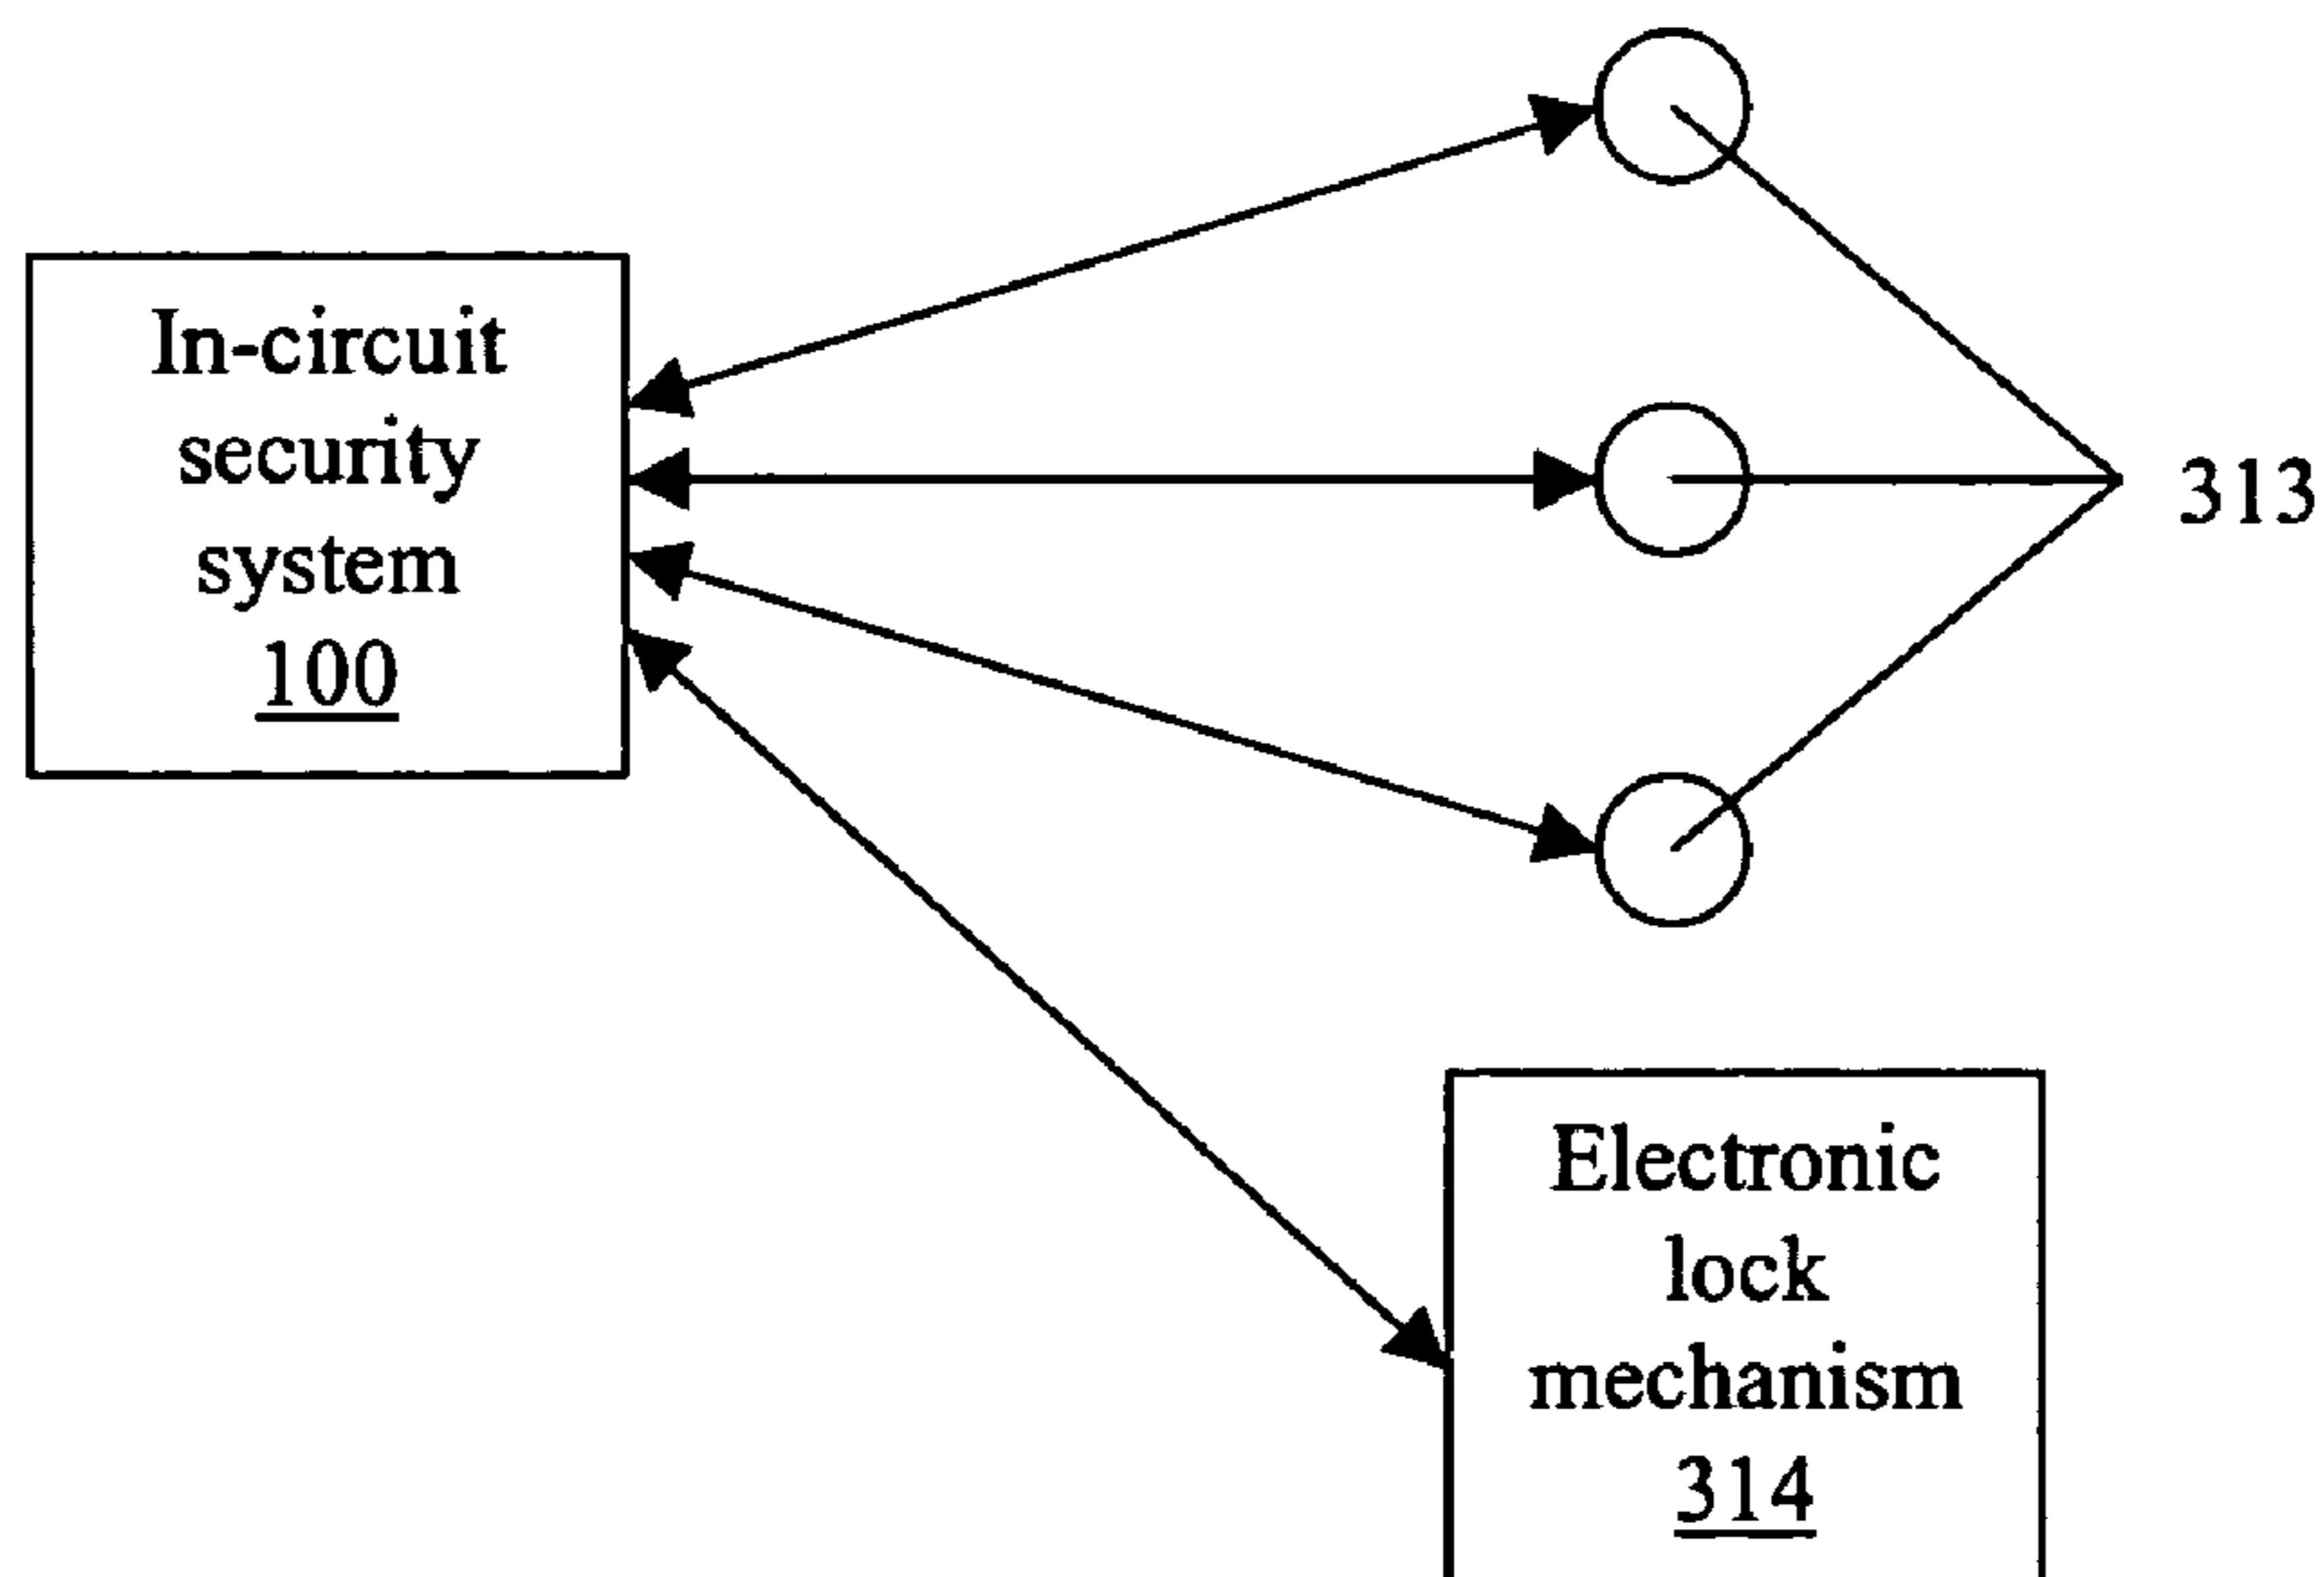 In-circuit
security
system
100
313
Electronic
lock
mechanism
314